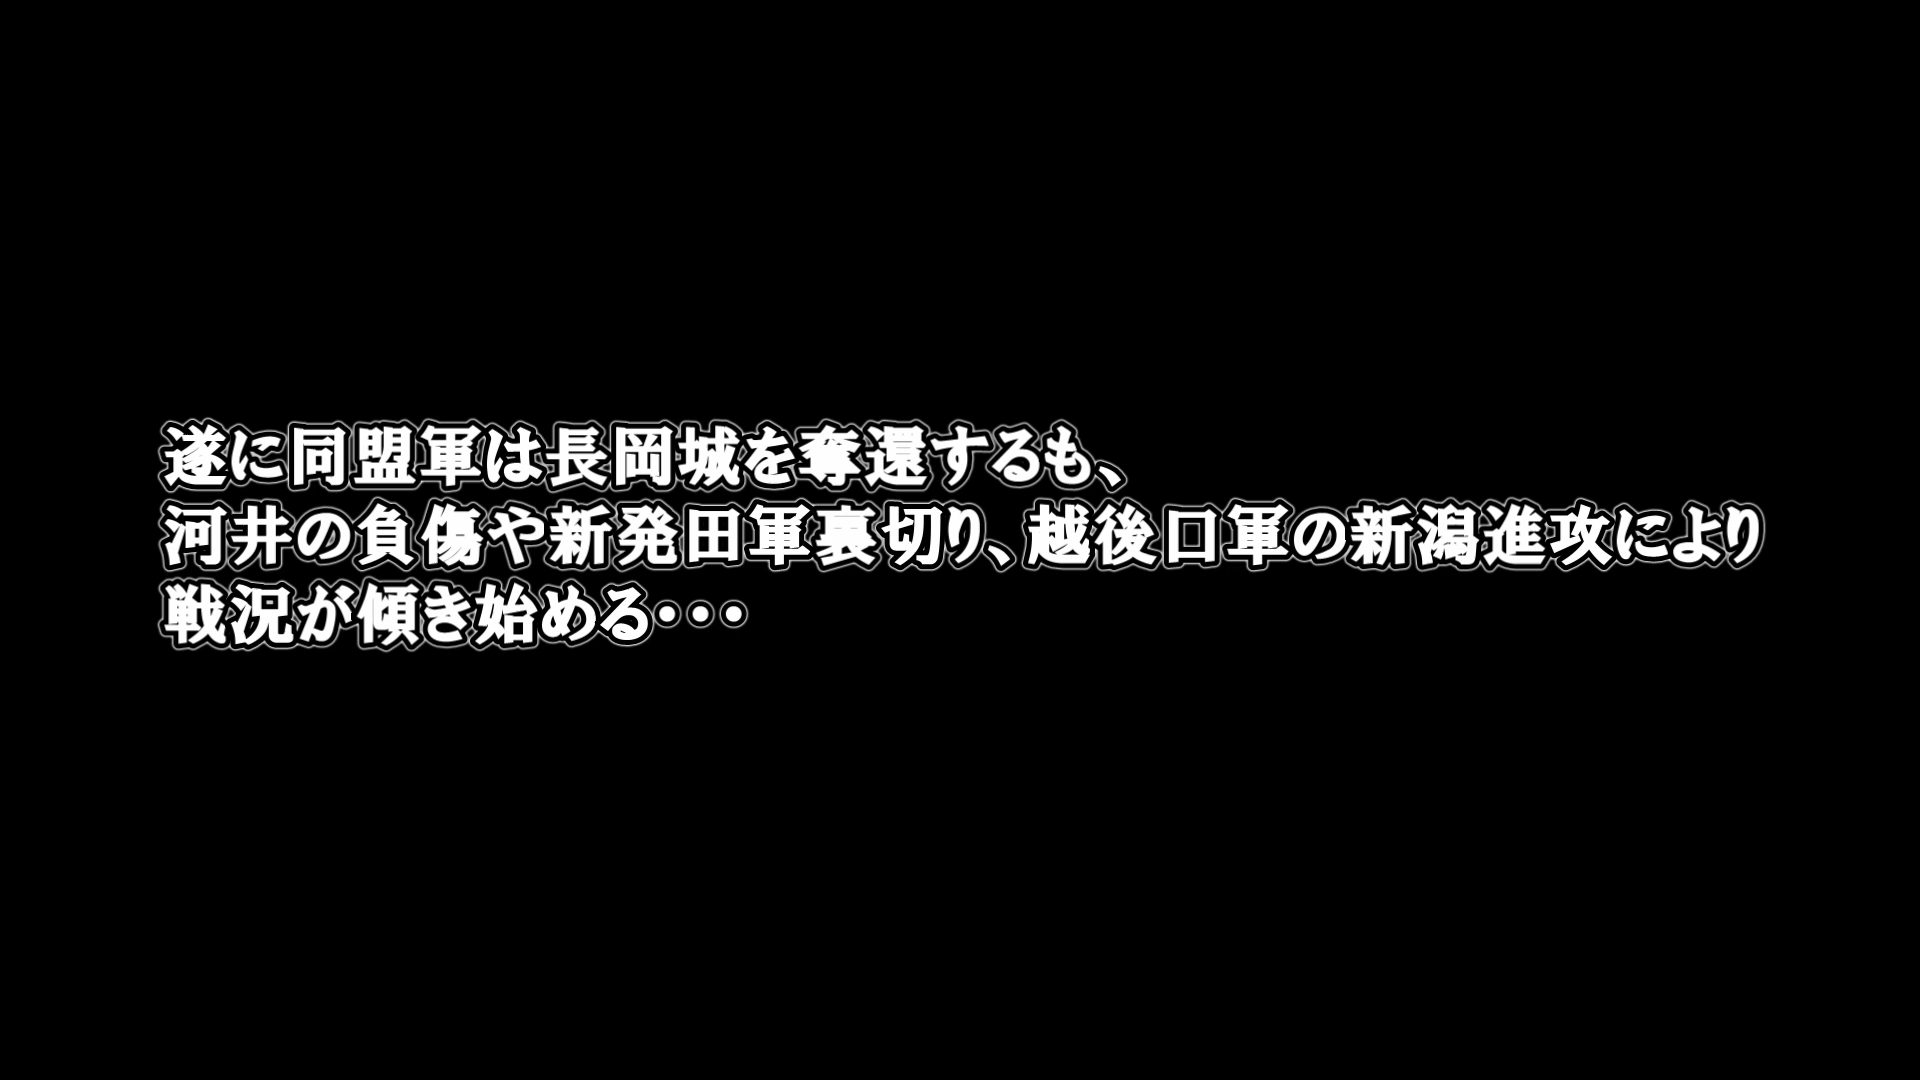 遂に同盟軍は長岡城を奪還するも、
河井の負傷や新発田軍裏切り、越後口軍の新潟進攻により
戦況が傾き始める・・・